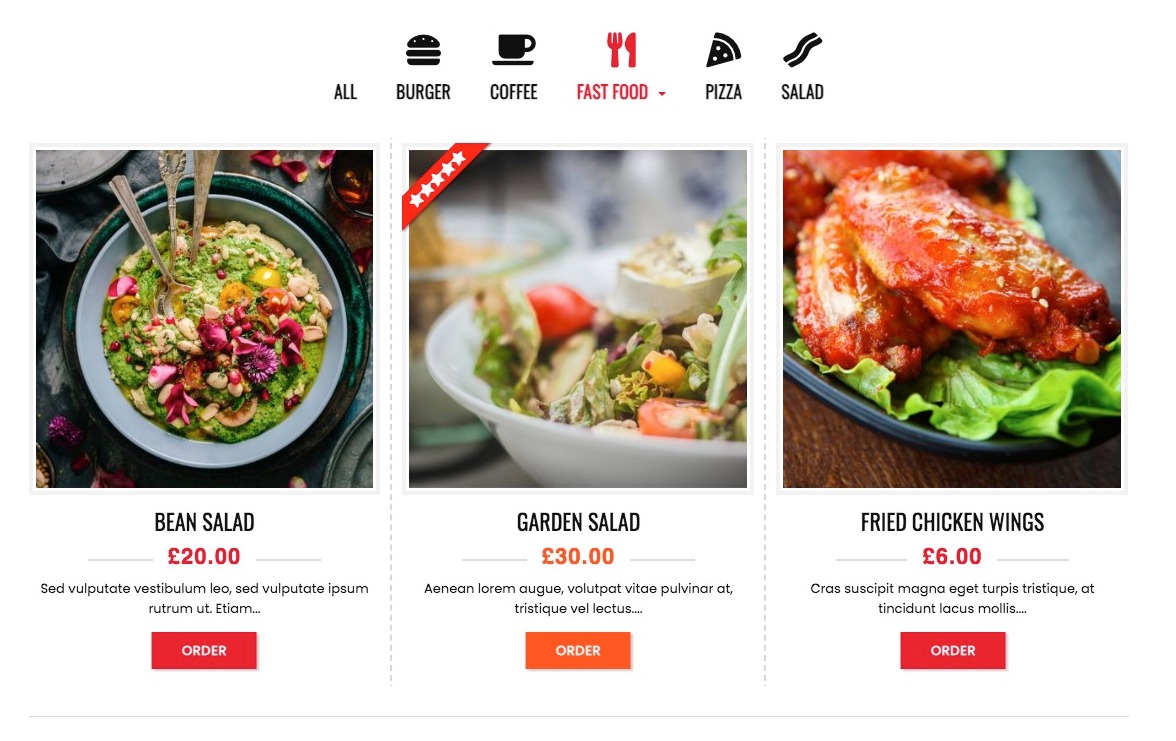 ALL
BURGER
COFFEE
FAST FOOD
PIZZA
SALAD
BEAN SALAD
£20.00
Sed vulputate vestibulum leo, sed vulputate ipsum
rutrum ut. Etiam...
ORDER
GARDEN SALAD
£30.00
Aenean lorem augue, volutpat vitae pulvinar at,
tristique vel lectus....
ORDER
FRIED CHICKEN WINGS
£6.00
Cras suscipit magna eget turpis tristique, at
tincidunt lacus mollis....
ORDER